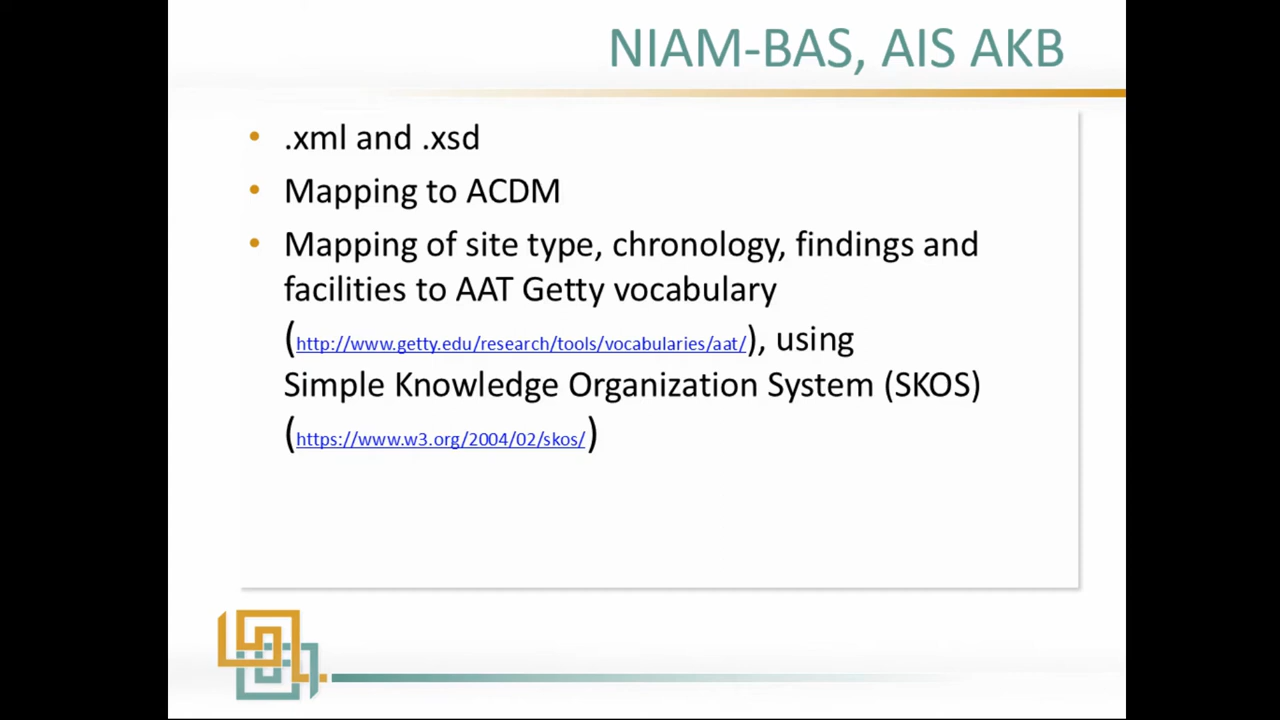 NIAM-BAS, AIS AKB
• .xml and .xsd
• Mapping to ACDM
• Mapping of site type, chronology, findings and
facilities to AAT Getty vocabulary
(http://www.getty.edu/research/tools/vocabularies/aat/), using
Simple Knowledge Organization System (SKOS)
(https://www.w3.org/2004/02/skos/)